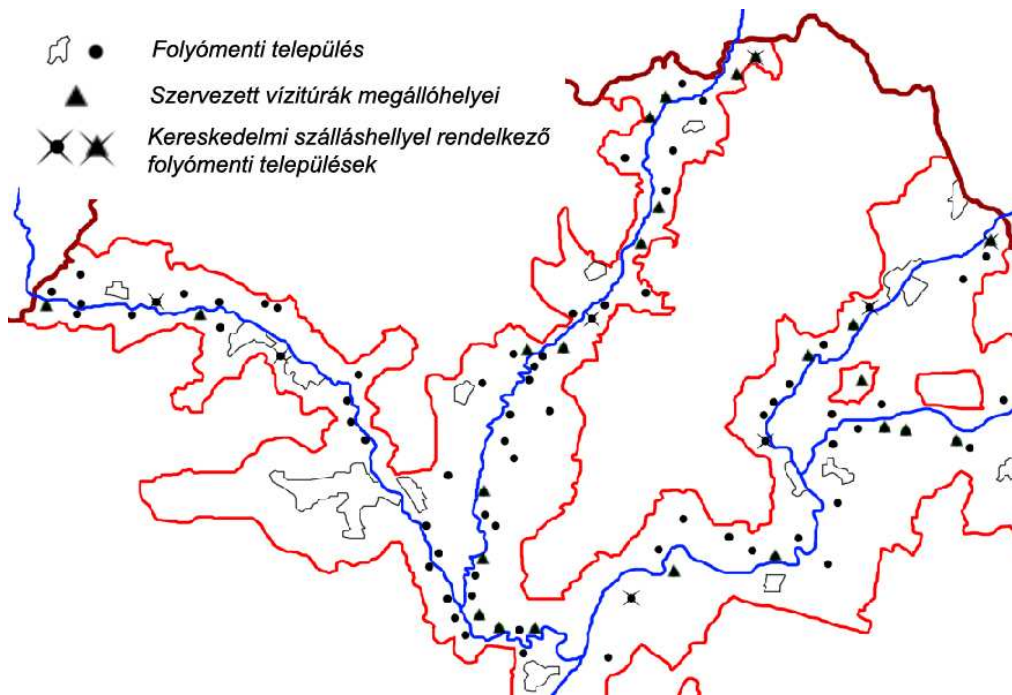 Folyómenti település
Szervezett vízitúrák megállóhelyei
Kereskedelmi szálláshellyel rendelkező
folyómenti települések